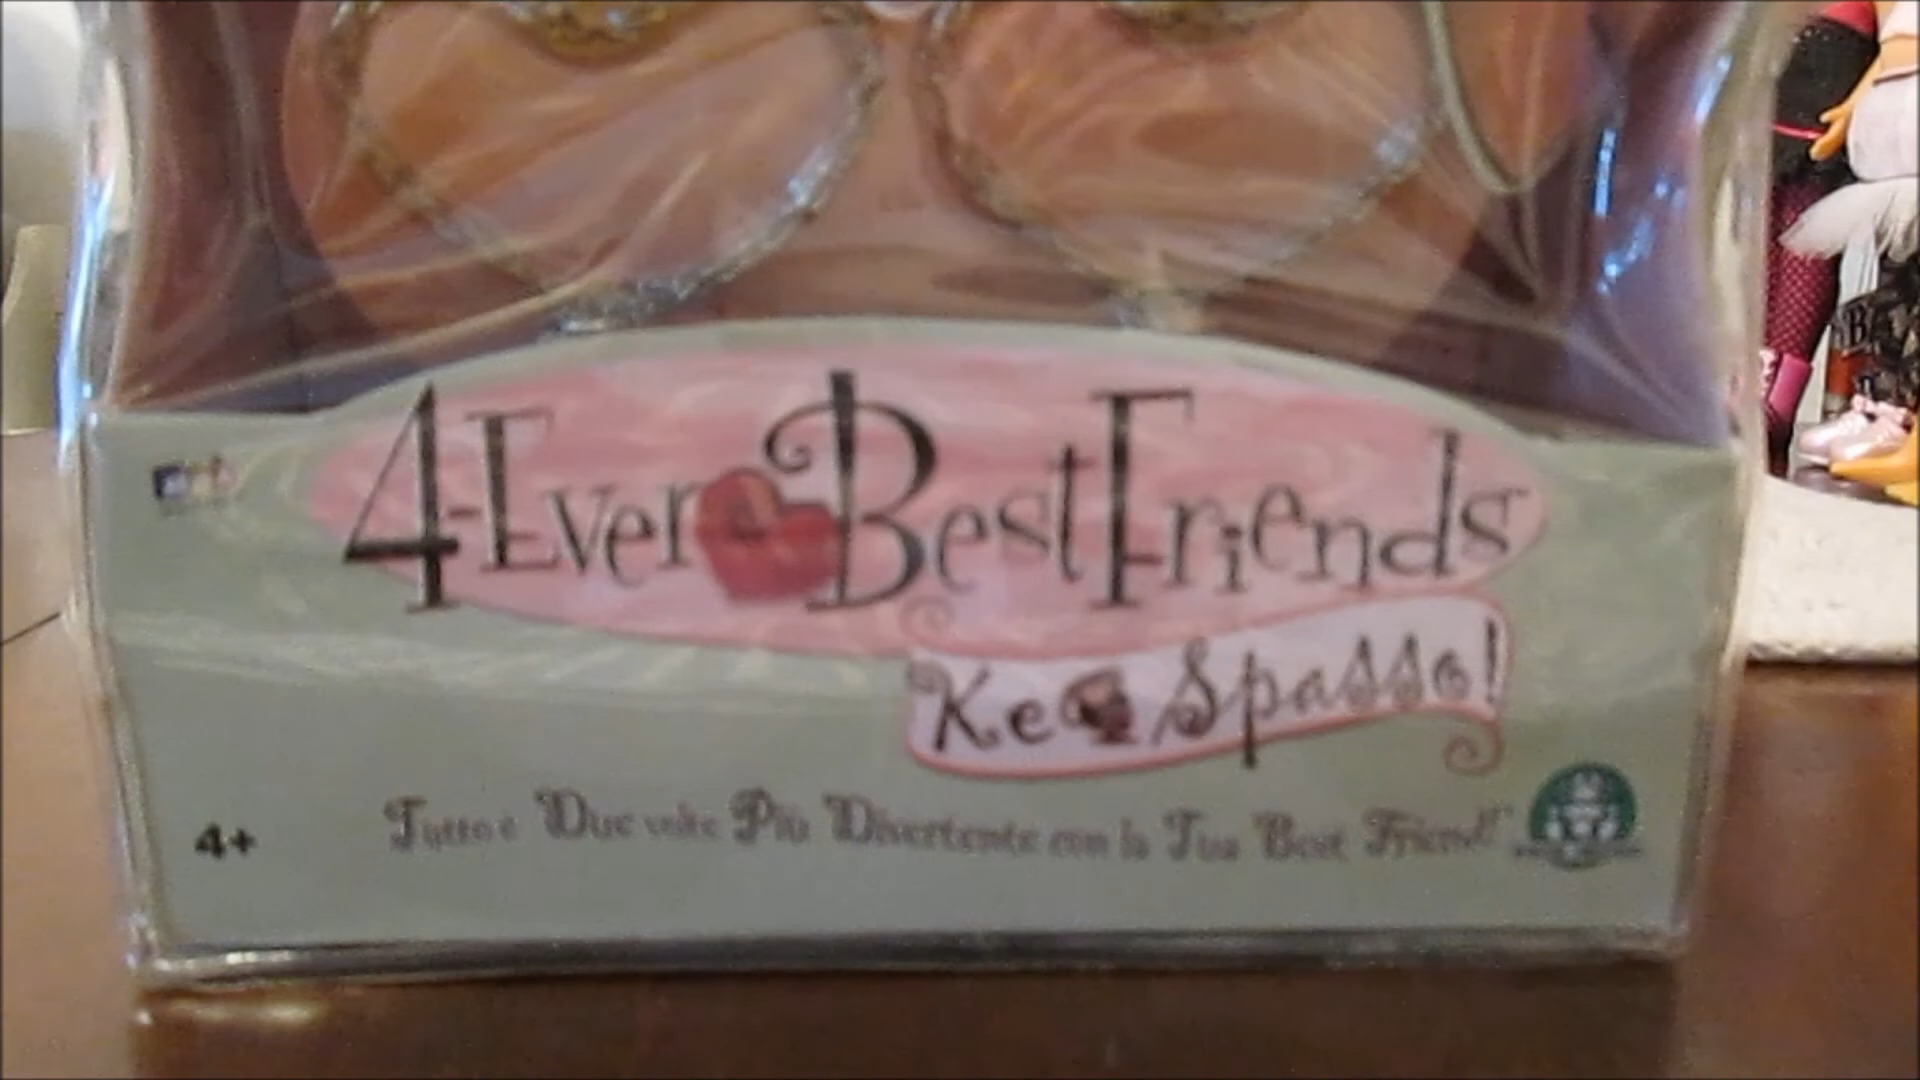 4-Ever Best Friends
Ke Spasso!
Tutto è Due volte Più Divertente con la Tua Best Friend!
4+